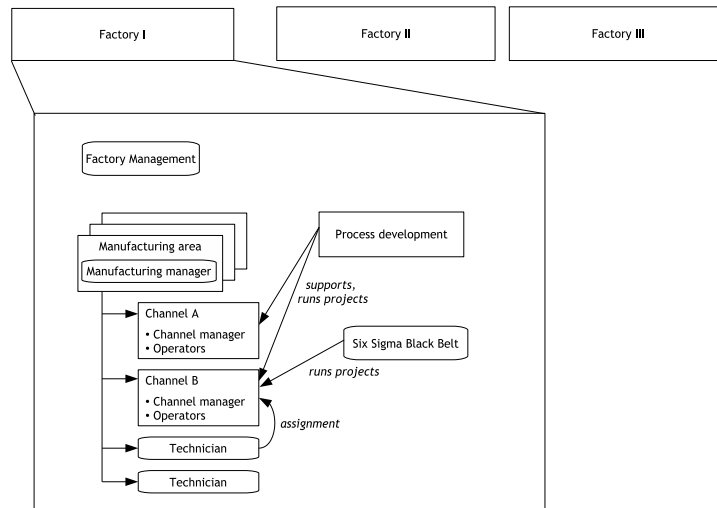 Factory I
Factory II
Factory III
Factory Management
Manufacturing area
Manufacturing manager
Process development
supports,
runs projects
Channel A
• Channel manager
• Operators
Six Sigma Black Belt
runs projects
Channel B
• Channel manager
• Operators
assignment
Technician
Technician